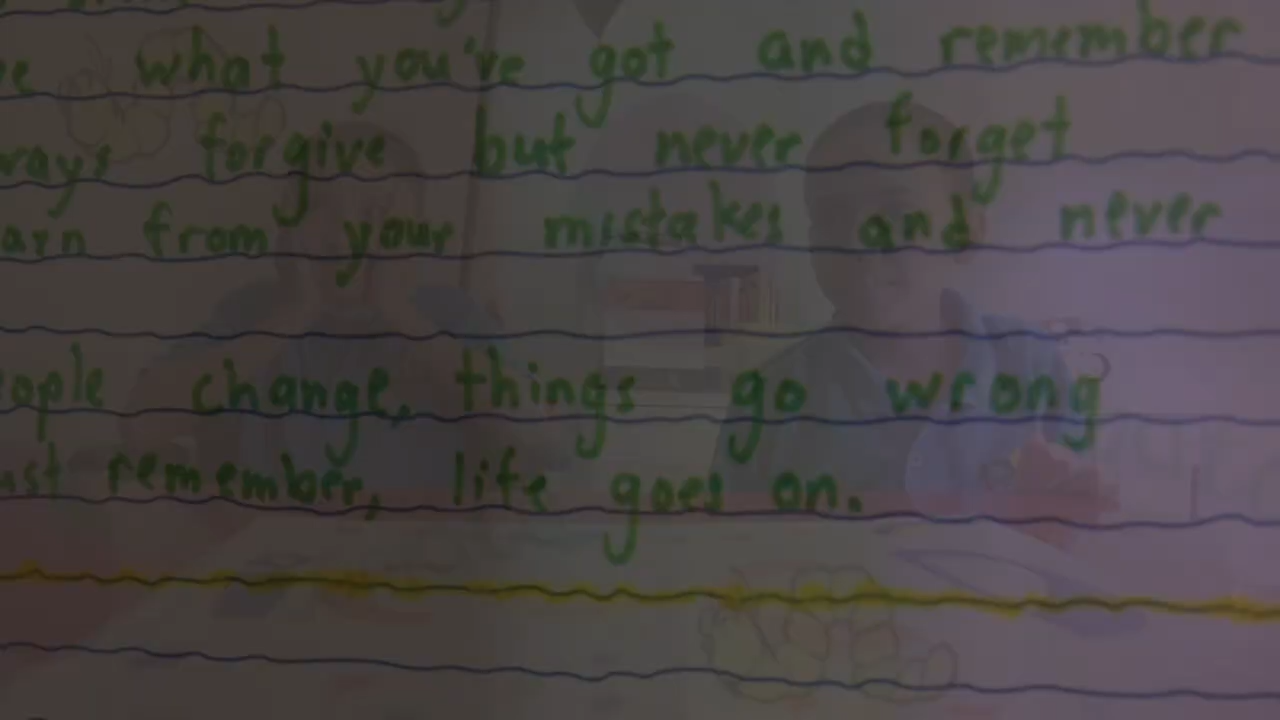 what you've got and remember
forgive but never forget
from your mistakes and never
change, things go wrong
remember, life goes on.